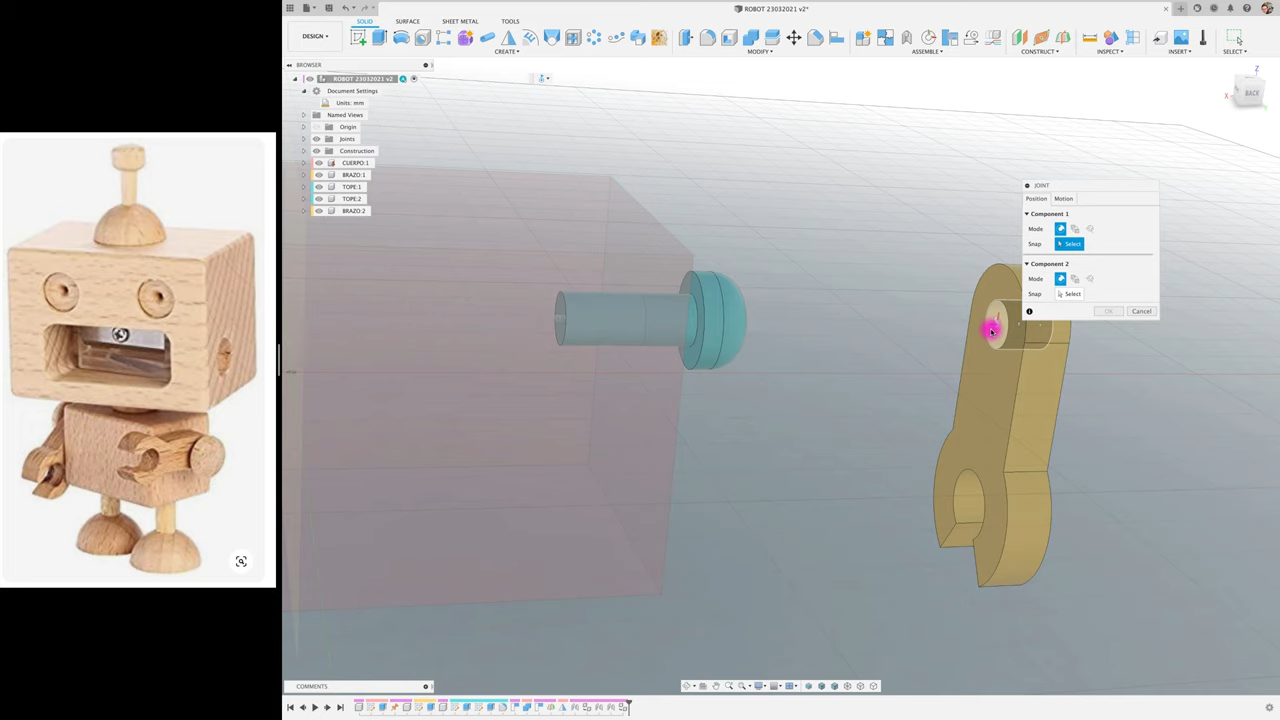 ROBOT 23032021 v2*
SOLID SURFACE SHEET METAL TOOLS
DESIGN
CREATE MODIFY ASSEMBLE CONSTRUCT INSPECT INSERT SELECT
BROWSER
ROBOT 23032021 v2
Document Settings
Units: mm
Named Views
Origin
Joints
Construction
CUERPO:1
BRAZO:1
TOPE:1
TOPE:2
BRAZO:2
Z
X
BACK
JOINT
Position Motion
Component 1
Mode
Snap Select
Component 2
Mode
Snap Select
OK Cancel
COMMENTS